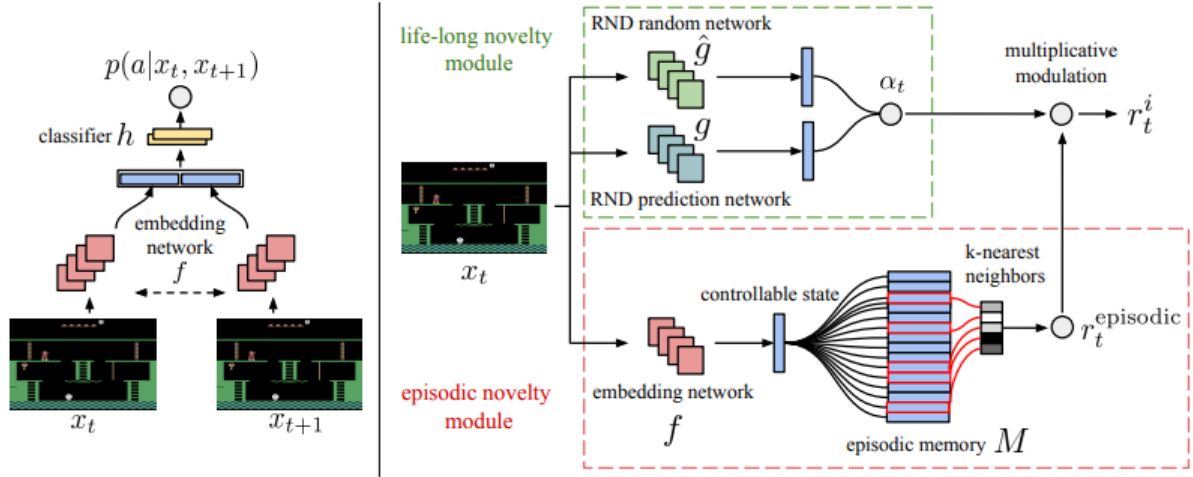 p(a|x_t, x_{t+1})
classifier h
embedding
network
f
x_t
x_{t+1}
life-long novelty
module
RND random network
ĝ
g
RND prediction network
α_t
multiplicative
modulation
r_t^i
x_t
episodic novelty
module
controllable state
k-nearest
neighbors
r_t^{episodic}
embedding network
f
episodic memory M